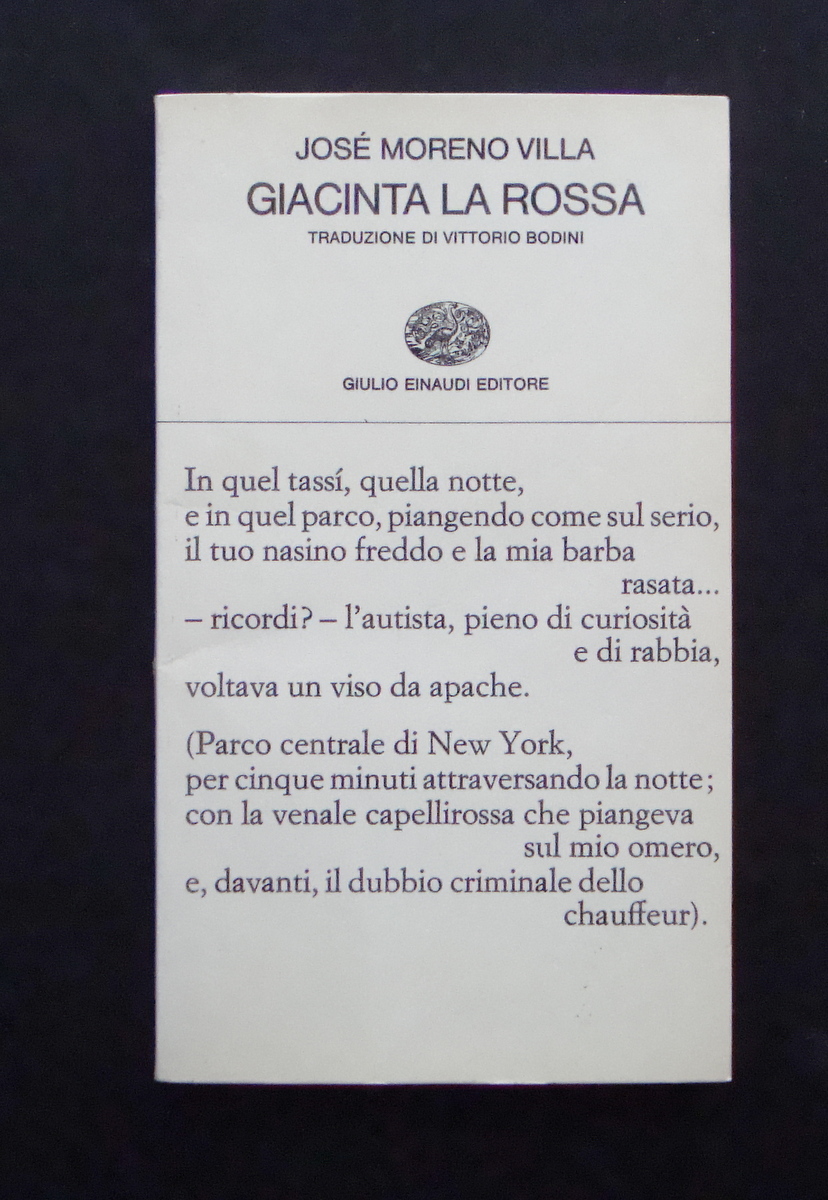 JOSÉ MORENO VILLA
GIACINTA LA ROSSA
TRADUZIONE DI VITTORIO BODINI
GIULIO EINAUDI EDITORE
In quel tassí, quella notte,
e in quel parco, piangendo come sul serio,
il tuo nasino freddo e la mia barba
rasata...
– ricordi? – l'autista, pieno di curiosità
e di rabbia,
voltava un viso da apache.
(Parco centrale di New York,
per cinque minuti attraversando la notte;
con la venale capellirossa che piangeva
sul mio omero,
e, davanti, il dubbio criminale dello
chauffeur).